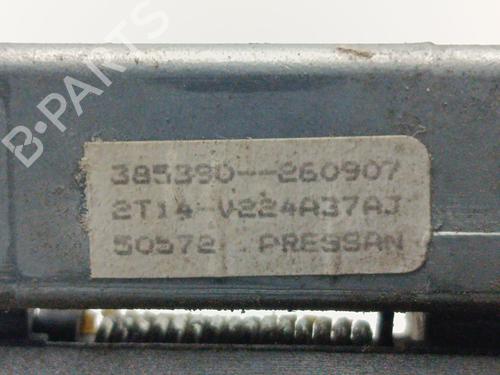 B-PARTS
385390--260907
2T14-V224A37AJ
50572 PRESSAN